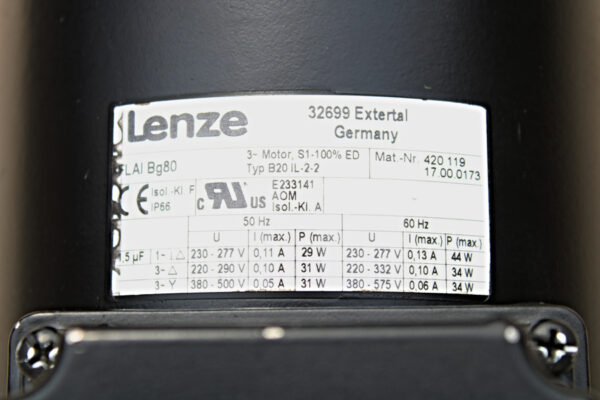 Lenze
32699 Extertal
Germany
LAI Bg80
3~ Motor, S1-100% ED
Typ B20 IL-2-2
Mat.-Nr. 420 119
17.00.0173
CE Isol.-Kl. F
IP66
c RU US
E233141
AOM
Isol.-Kl. A
50 Hz 60 Hz
U I (max.) P (max.) U I (max.) P (max.)
,5 µF 1~ ⊥△ 230 - 277 V 0,11 A 29 W 230 - 277 V 0,13 A 44 W
3~ △ 220 - 290 V 0,10 A 31 W 220 - 332 V 0,10 A 34 W
3~ Y 380 - 500 V 0,05 A 31 W 380 - 575 V 0,06 A 34 W